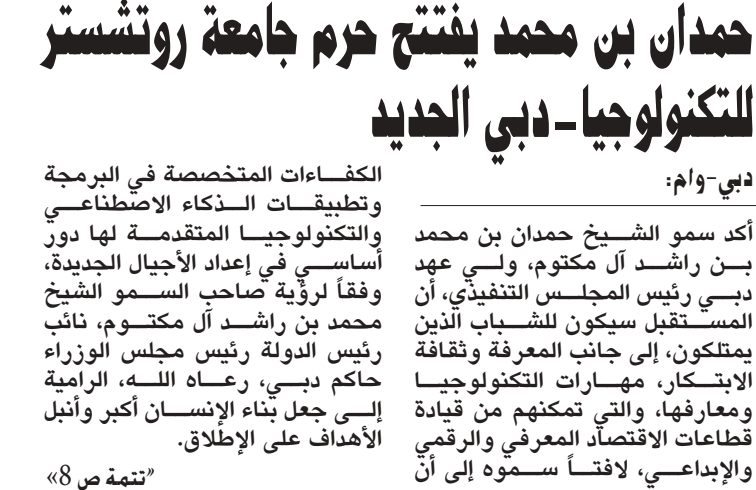 حمدان بن محمد يفتتح حرم جامعة روتشستر
للتكنولوجيا-دبي الجديد
دبي-وام:
أكد سمو الشيخ حمدان بن محمد
بن راشد آل مكتوم، ولي عهد
دبي رئيس المجلس التنفيذي، أن
المستقبل سيكون للشباب الذين
يمتلكون، إلى جانب المعرفة وثقافة
الابتكار، مهارات التكنولوجيا
ومعارفها، والتي تمكنهم من قيادة
قطاعات الاقتصاد المعرفي والرقمي
والإبداعي، لافتاً سموه إلى أن
الكفاءات المتخصصة في البرمجة
وتطبيقات الذكاء الاصطناعي
والتكنولوجيا المتقدمة لها دور
أساسي في إعداد الأجيال الجديدة،
وفقاً لرؤية صاحب السمو الشيخ
محمد بن راشد آل مكتوم، نائب
رئيس الدولة رئيس مجلس الوزراء
حاكم دبي، رعاه الله، الرامية
إلى جعل بناء الإنسان أكبر وأنبل
الأهداف على الإطلاق.
«تتمة ص 8»